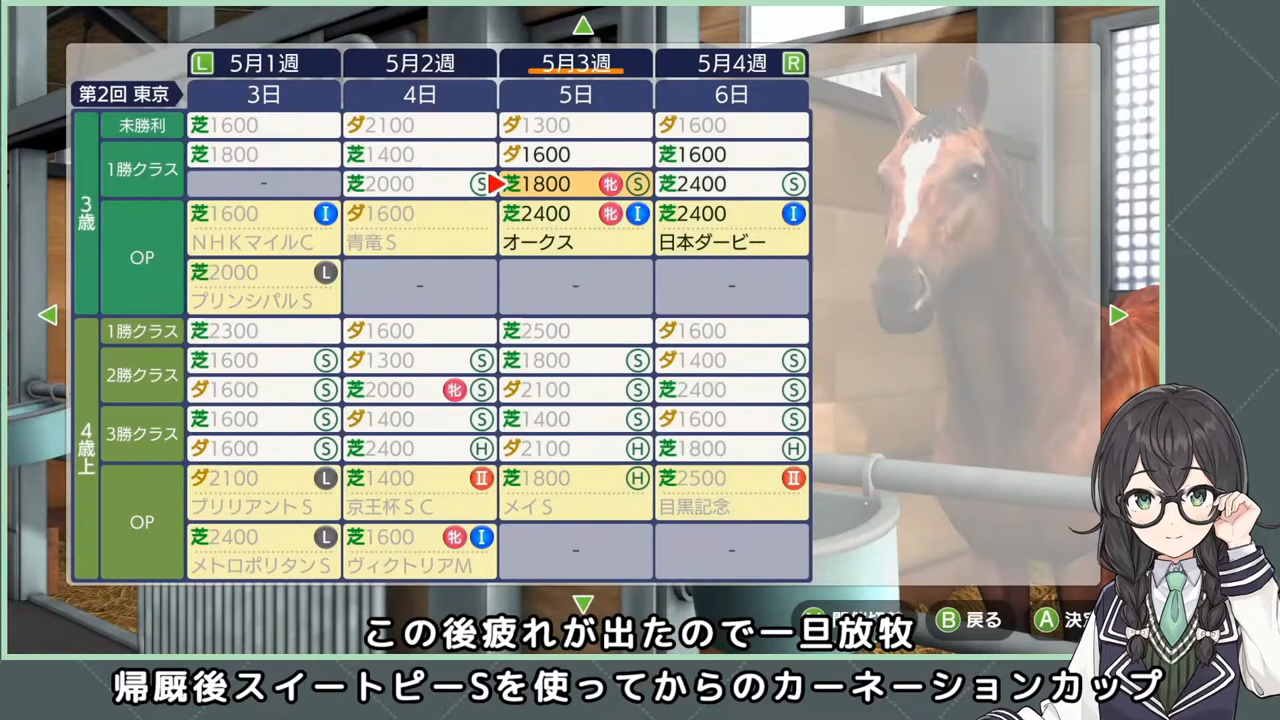 L 5月1週 5月2週 5月3週 5月4週 R
第2回 東京 3日 4日 5日 6日
3歳
未勝利 芝1600 ダ2100 ダ1300 ダ1600
1勝クラス 芝1800 芝1400 ダ1600 芝1600
- 芝2000 S 芝1800 牝 S 芝2400 S
OP
芝1600 I ダ1600 芝2400 牝 I 芝2400 I
NHKマイルC 青竜S オークス 日本ダービー
芝2000 L - - -
プリンシパルS
4歳上
1勝クラス 芝2300 ダ1600 芝2500 ダ1600
2勝クラス 芝1600 S ダ1300 S 芝1800 S ダ1400 S
ダ1600 S 芝2000 牝 S ダ2100 S 芝2400 S
3勝クラス 芝1600 S ダ1400 S 芝1400 S ダ1600 S
ダ1600 S 芝2400 H ダ2100 H 芝1800 H
OP
ダ2100 L 芝1400 II 芝1800 H 芝2500 II
ブリリアントS 京王杯SC メイS 目黒記念
芝2400 L 芝1600 牝 I - -
メトロポリタンS ヴィクトリアM
B 戻る A 決定
この後疲れが出たので一旦放牧
帰厩後スイートピーSを使ってからのカーネーションカップ